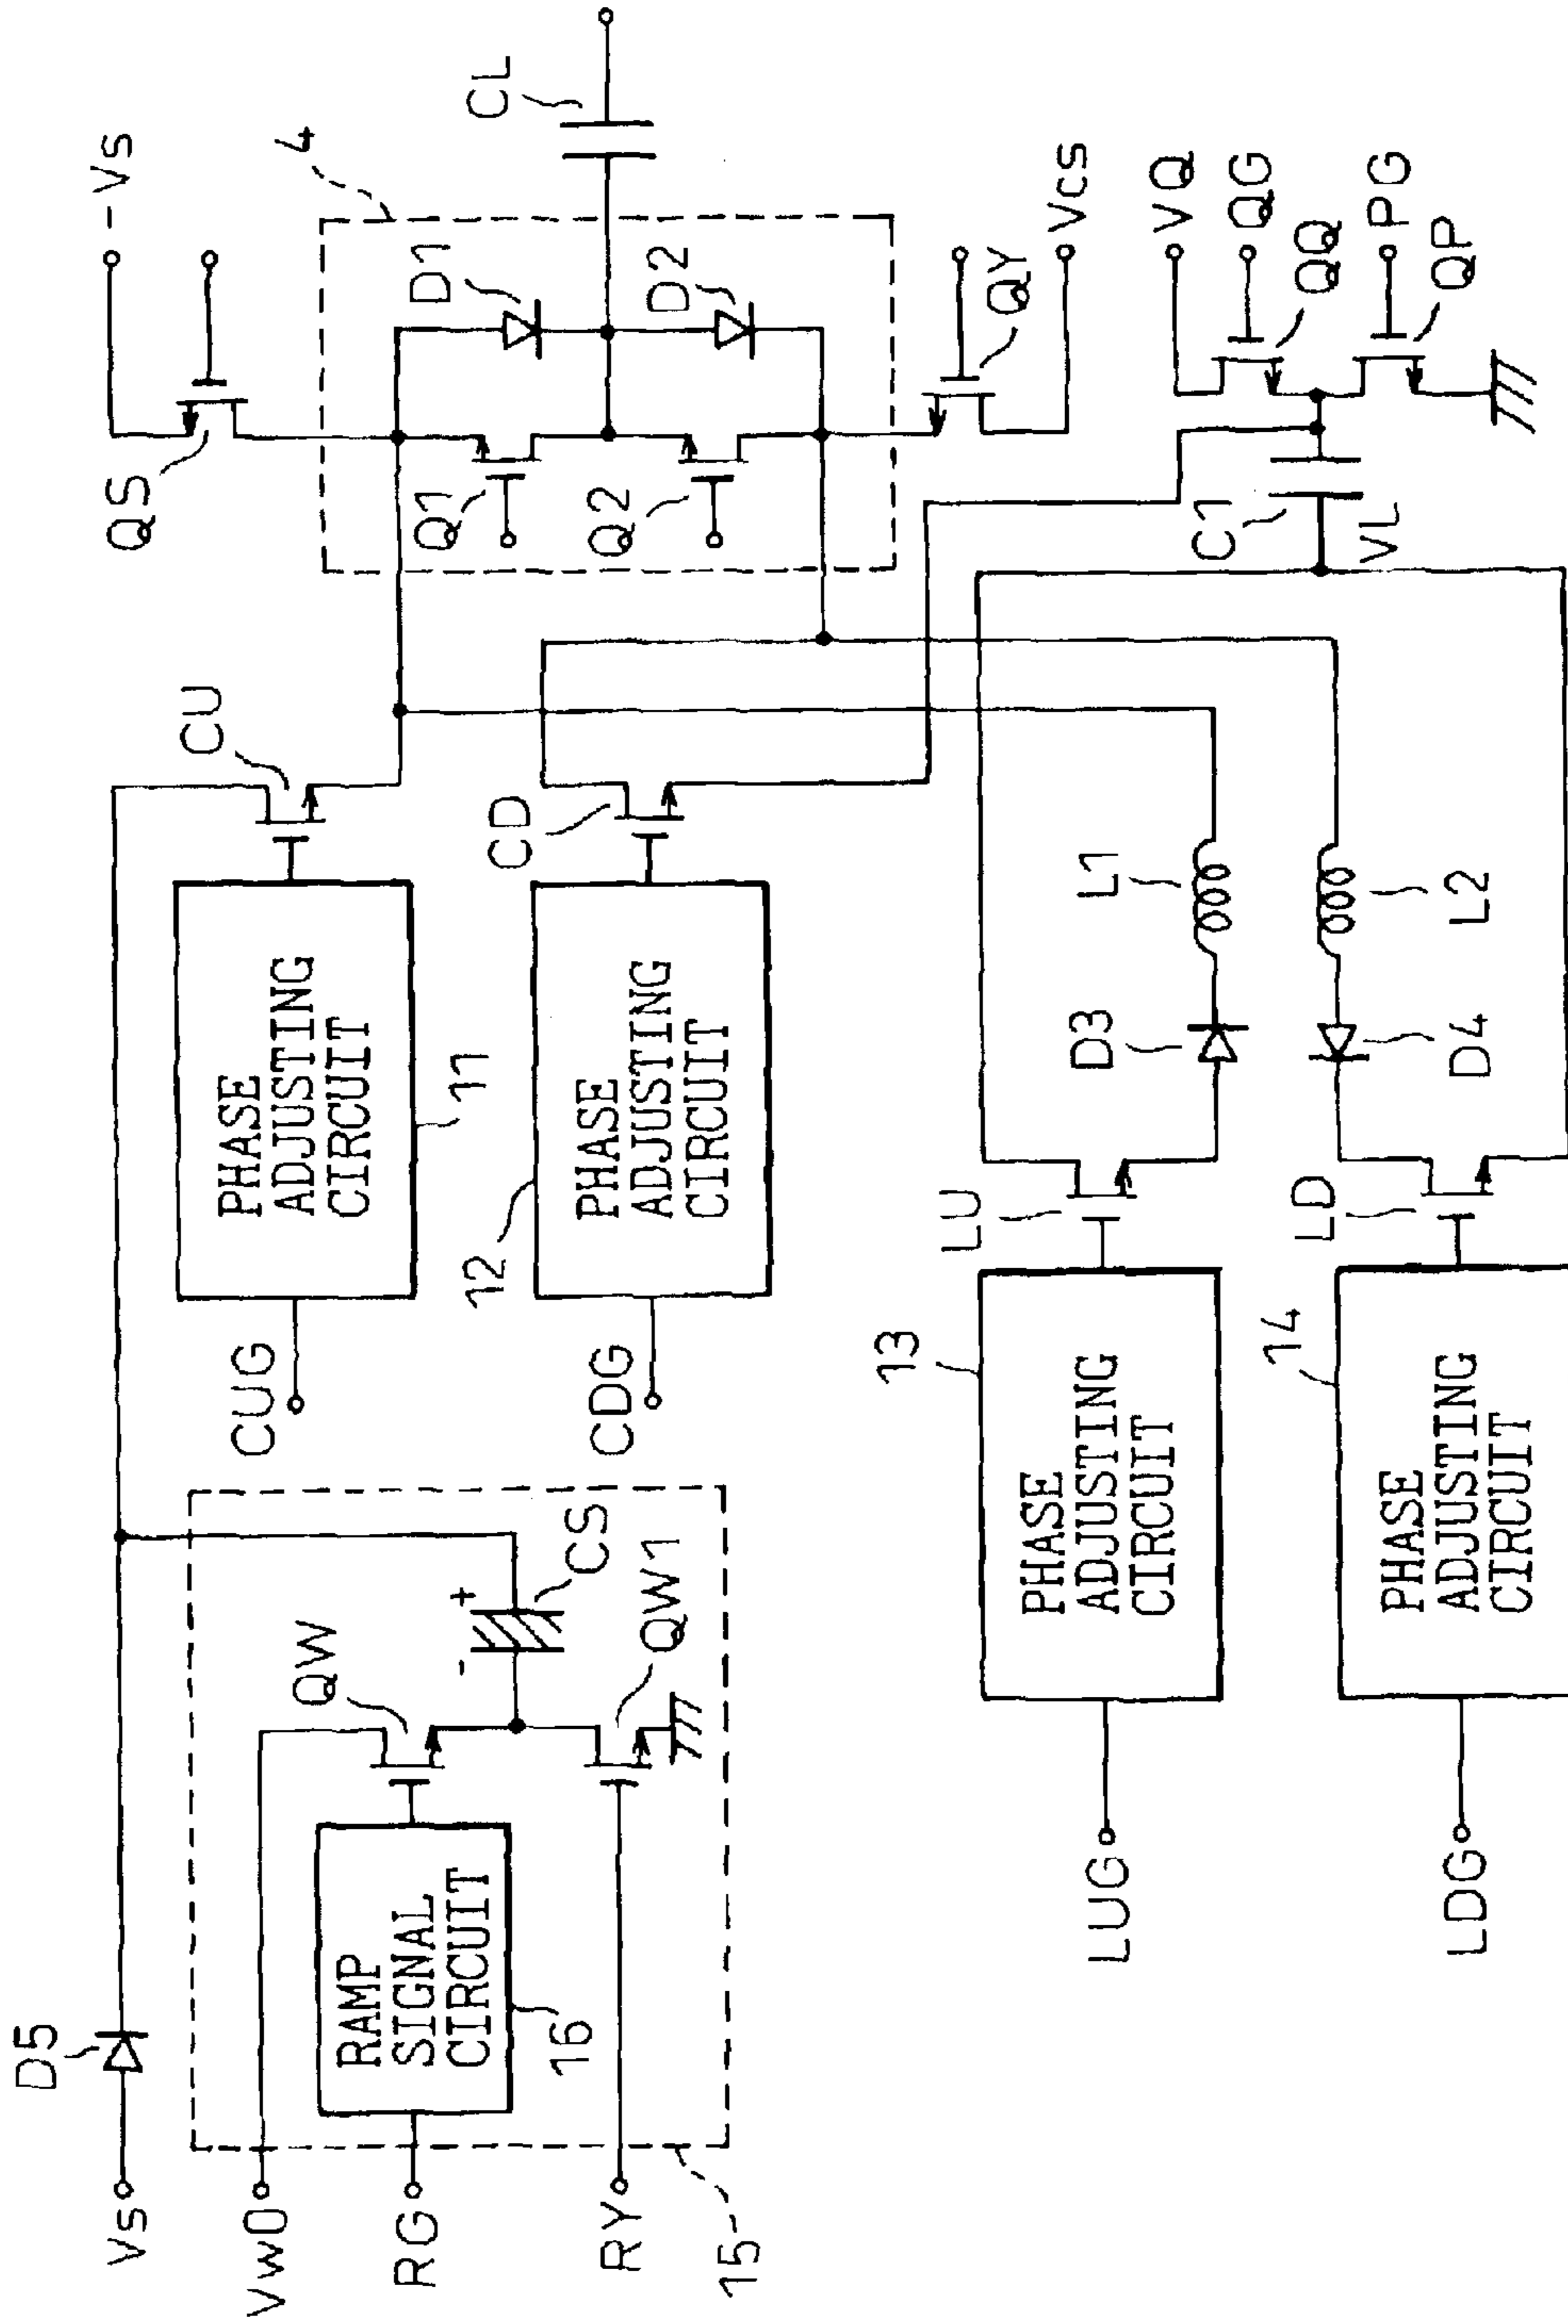 D5
Vs
Vw0
RG
RY
15
RAMP
SIGNAL
CIRCUIT
16
QW
- +
CS
QW1
CUG
PHASE
ADJUSTING
CIRCUIT
11
CU
CDG
12
PHASE
ADJUSTING
CIRCUIT
CD
LUG
13
PHASE
ADJUSTING
CIRCUIT
LU
D3
L1
LDG
14
PHASE
ADJUSTING
CIRCUIT
LD
D4
L2
QS
-Vs
4
Q1
D1
Q2
D2
CL
QY
Vcs
C1
VL
VQ
QG
QQ
PG
QP